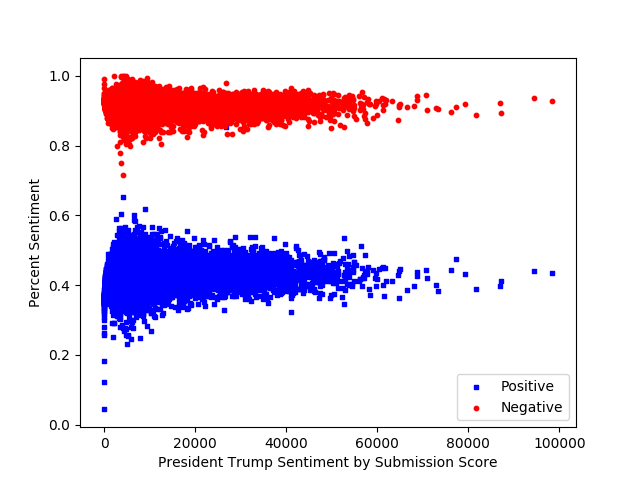 1.0
0.8
0.6
0.4
0.2
0.0
Percent Sentiment
0 20000 40000 60000 80000 100000
President Trump Sentiment by Submission Score
Positive
Negative